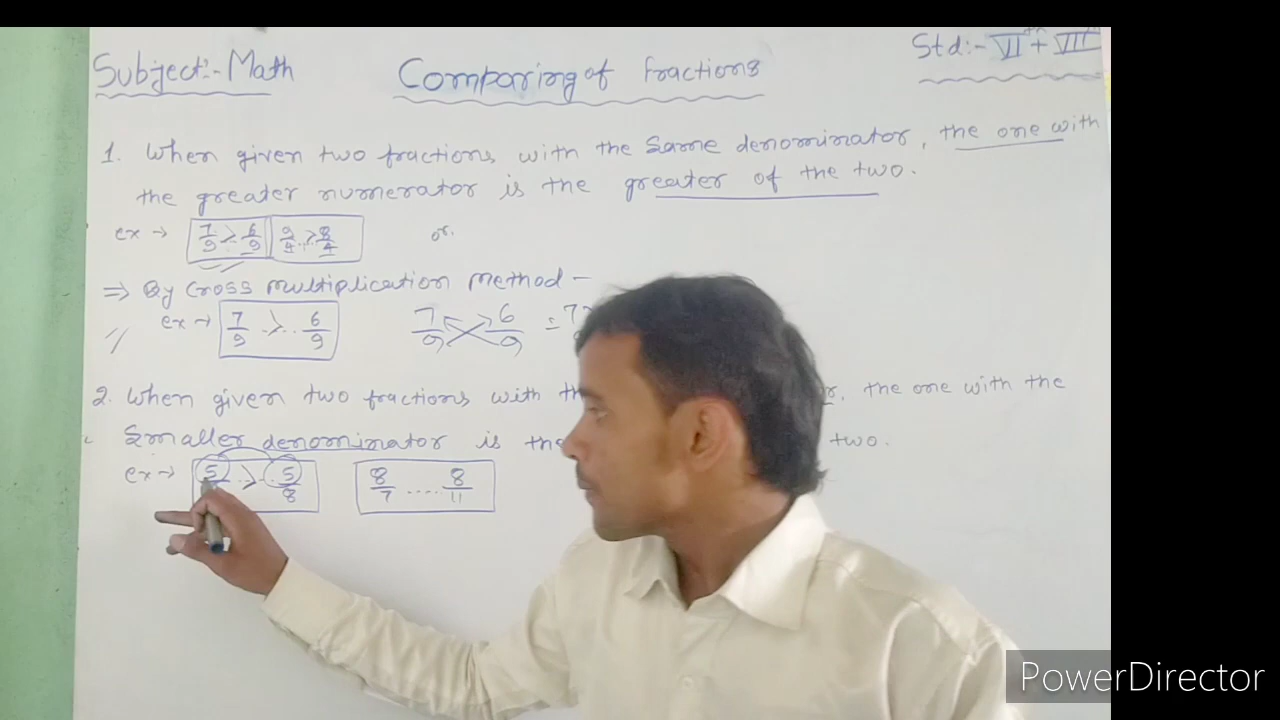 Subject:- Math
Comparing of fractions
Std:- VI + VII
1. When given two fractions with the same denominator, the one with
the greater numerator is the greater of the two.
ex → 7/9 > 6/9 9/4 > 8/4 or.
⇒ By Cross multiplication method -
ex → 7/9 > 6/9 7/9 6/9 =
2. When given two fractions with the , the one with the
smaller denominator is the two.
ex → 5 > 5/8 8/7 ..... 8/11
PowerDirector